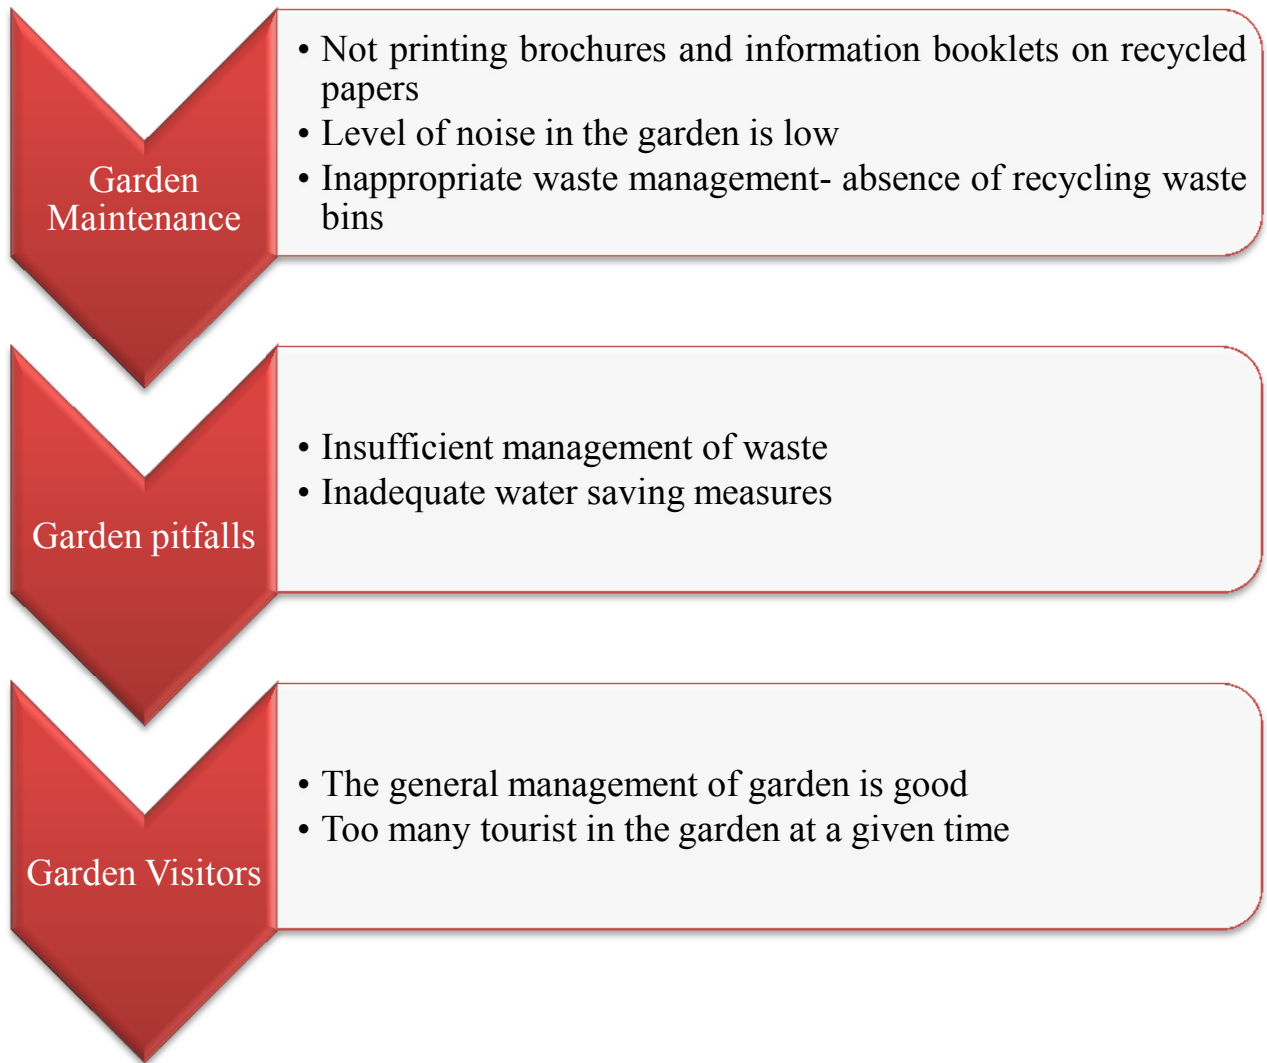 Garden
Maintenance
• Not printing brochures and information booklets on recycled
papers
• Level of noise in the garden is low
• Inappropriate waste management- absence of recycling waste
bins
Garden pitfalls
• Insufficient management of waste
• Inadequate water saving measures
Garden Visitors
• The general management of garden is good
• Too many tourist in the garden at a given time